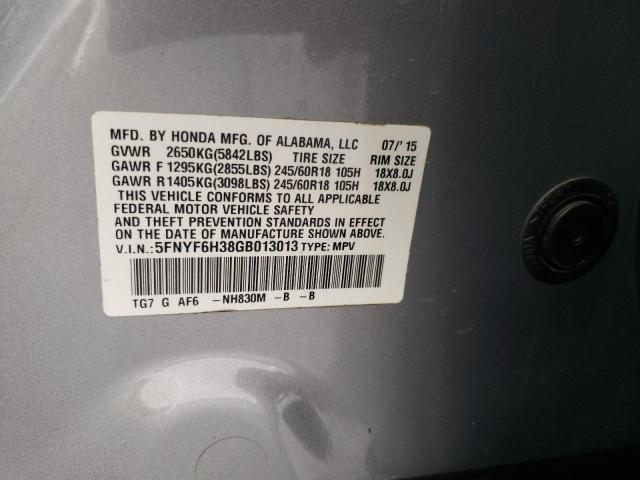 MFD. BY HONDA MFG. OF ALABAMA, LLC 07/'15
GVWR 2650KG(5842LBS) TIRE SIZE RIM SIZE
GAWR F 1295KG(2855LBS) 245/60R18 105H 18X8.0J
GAWR R 1405KG(3098LBS) 245/60R18 105H 18X8.0J
THIS VEHICLE CONFORMS TO ALL APPLICABLE
FEDERAL MOTOR VEHICLE SAFETY
AND THEFT PREVENTION STANDARDS IN EFFECT
ON THE DATE OF MANUFACTURE SHOWN ABOVE.
V.I.N.: 5FNYF6H38GB013013 TYPE: MPV
TG7 G AF6 -NH830M -B -B